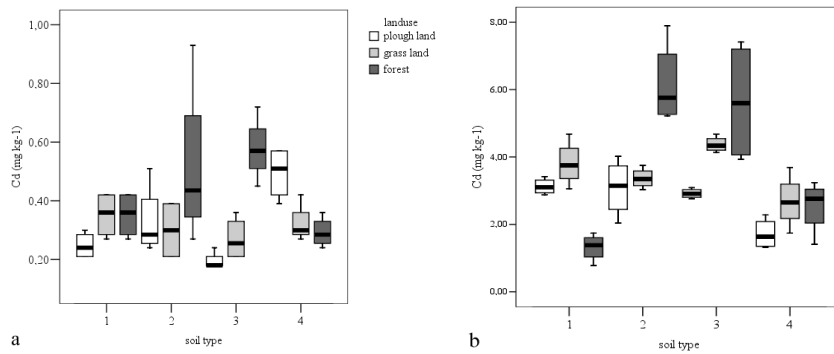 1,00
0,80
0,60
0,40
0,20
Cd (mg kg-1)
1 2 3 4
soil type
a
landuse
plough land
grass land
forest
8.00
6.00
4.00
2.00
0.00
Cd (mg kg-1)
1 2 3 4
soil type
b